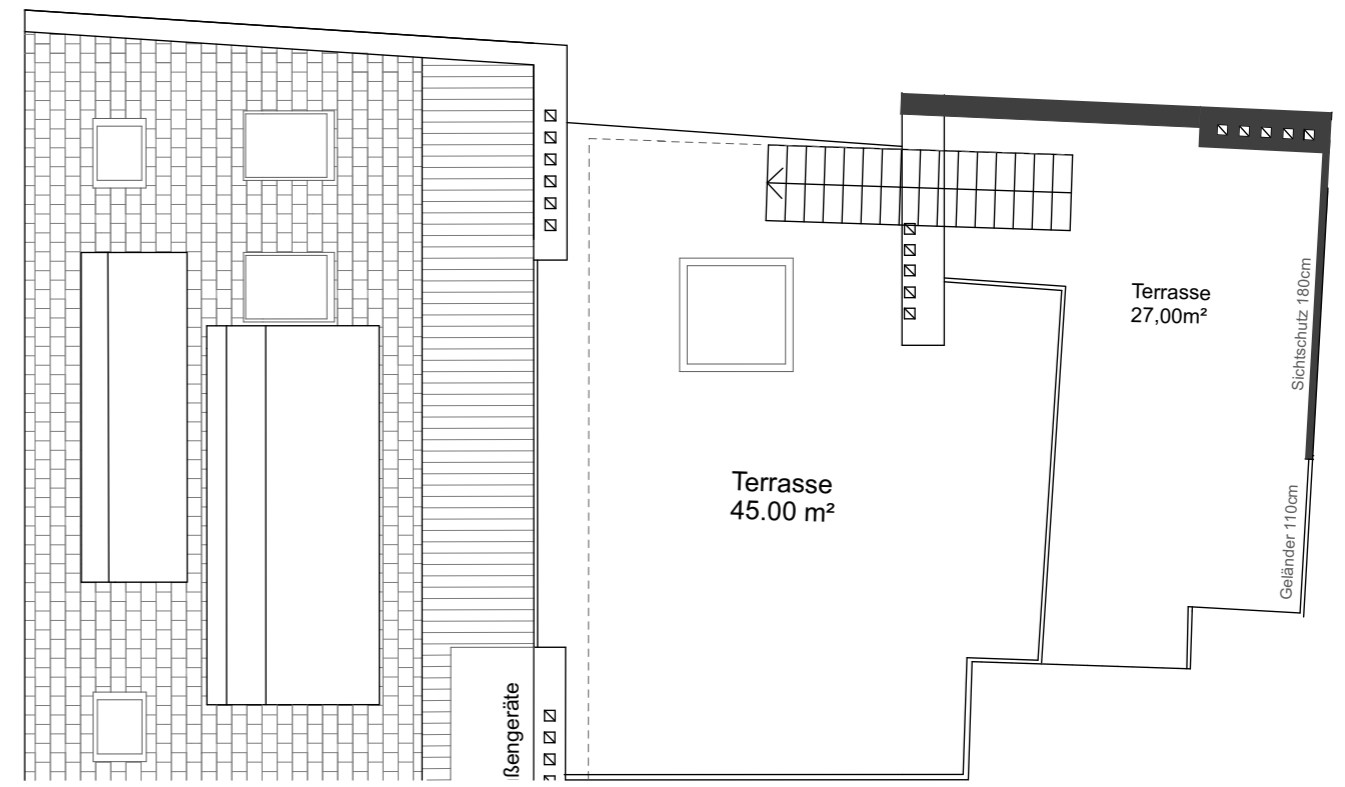 Terrasse
27,00m²
Sichtschutz 180cm
Terrasse
45.00 m²
Geländer 110cm
ßengeräte